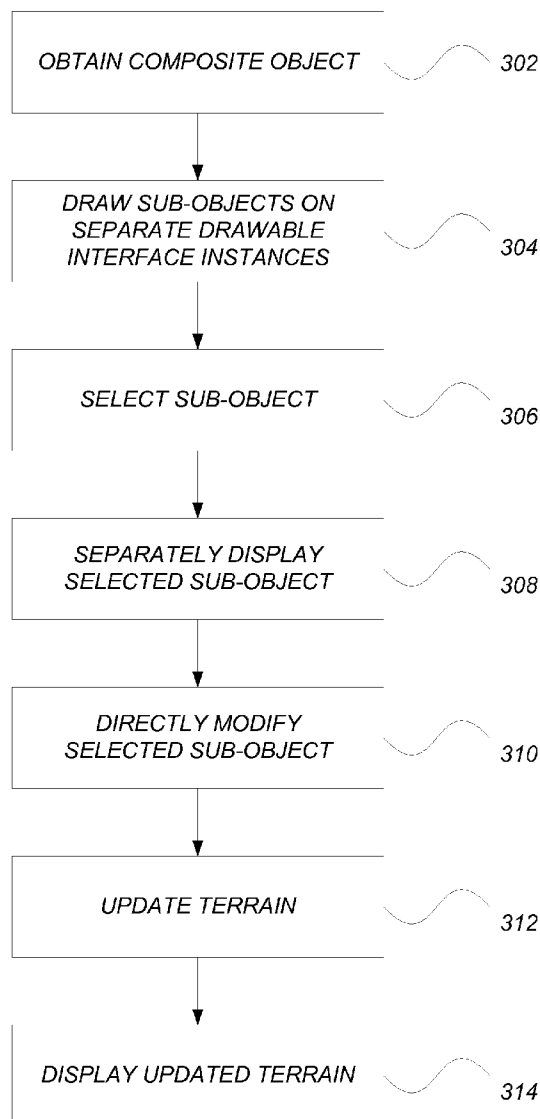 OBTAIN COMPOSITE OBJECT
302
DRAW SUB-OBJECTS ON
SEPARATE DRAWABLE
INTERFACE INSTANCES
304
SELECT SUB-OBJECT
306
SEPARATELY DISPLAY
SELECTED SUB-OBJECT
308
DIRECTLY MODIFY
SELECTED SUB-OBJECT
310
UPDATE TERRAIN
312
DISPLAY UPDATED TERRAIN
314